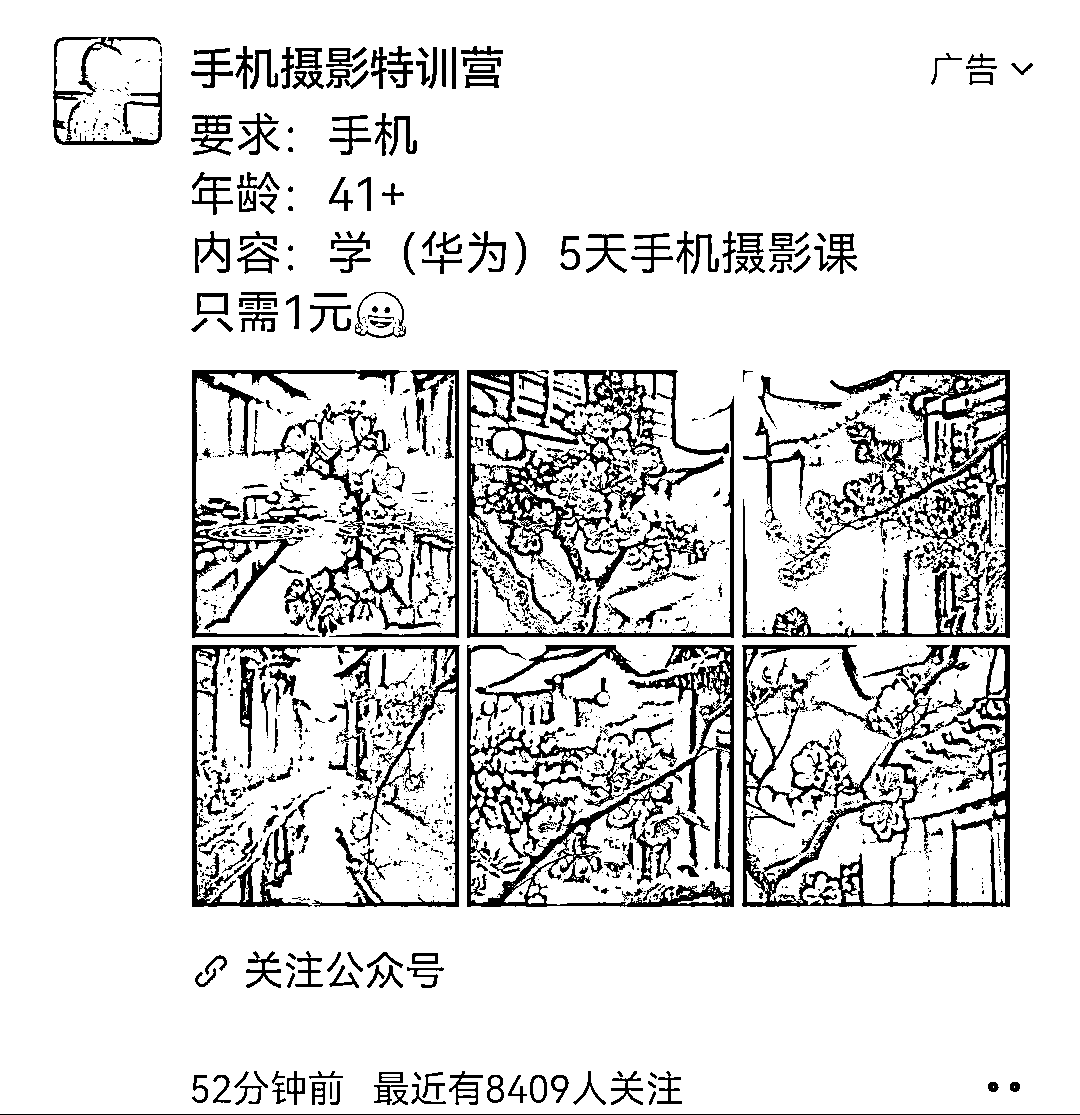 手机摄影特训营
广告
要求：手机
年龄：41+
内容：学（华为）5天手机摄影课
只需1元🤗
关注公众号
52分钟前 最近有8409人关注